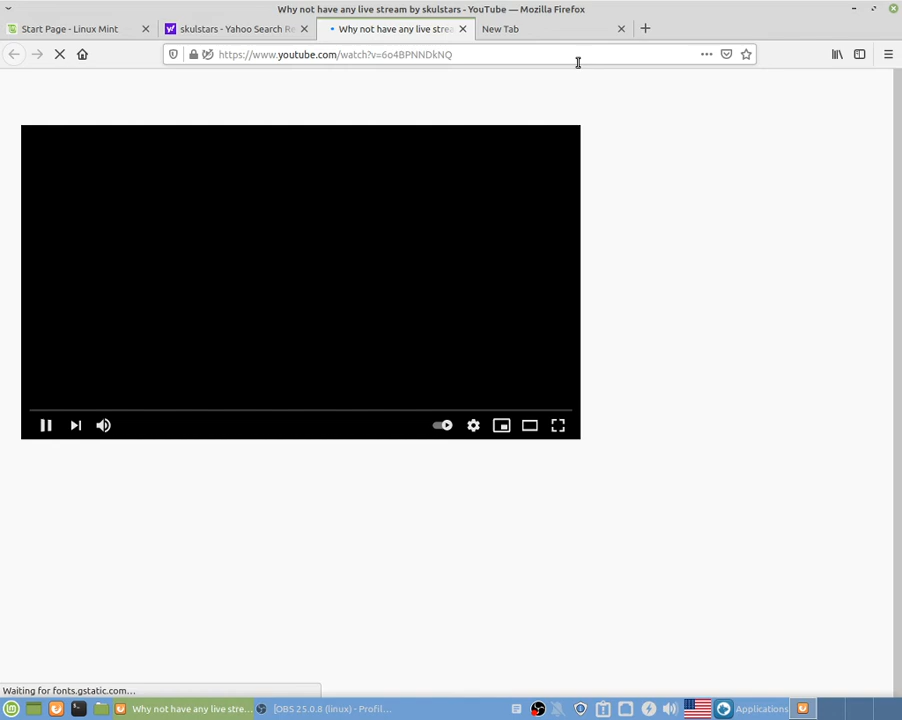 Why not have any live stream by skulstars - YouTube — Mozilla Firefox
Start Page - Linux Mint
skulstars - Yahoo Search Re
Why not have any live strea
New Tab
https://www.youtube.com/watch?v=6o4BPNNDkNQ
Waiting for fonts.gstatic.com...
Why not have any live stre...
[OBS 25.0.8 (linux) - Profil...
Applications